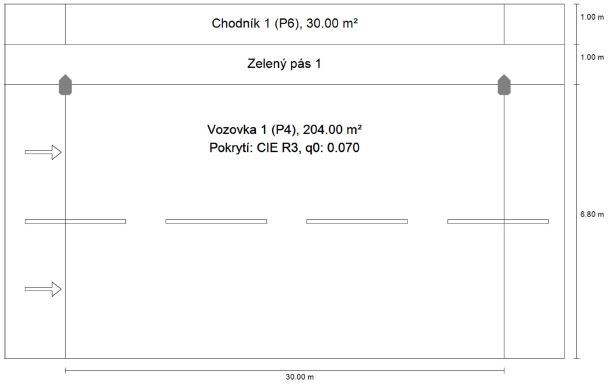 Chodník 1 (P6), 30.00 m²
1.00 m
Zelený pás 1
1.00 m
Vozovka 1 (P4), 204.00 m²
Pokrytí: CIE R3, q0: 0.070
6.80 m
30.00 m